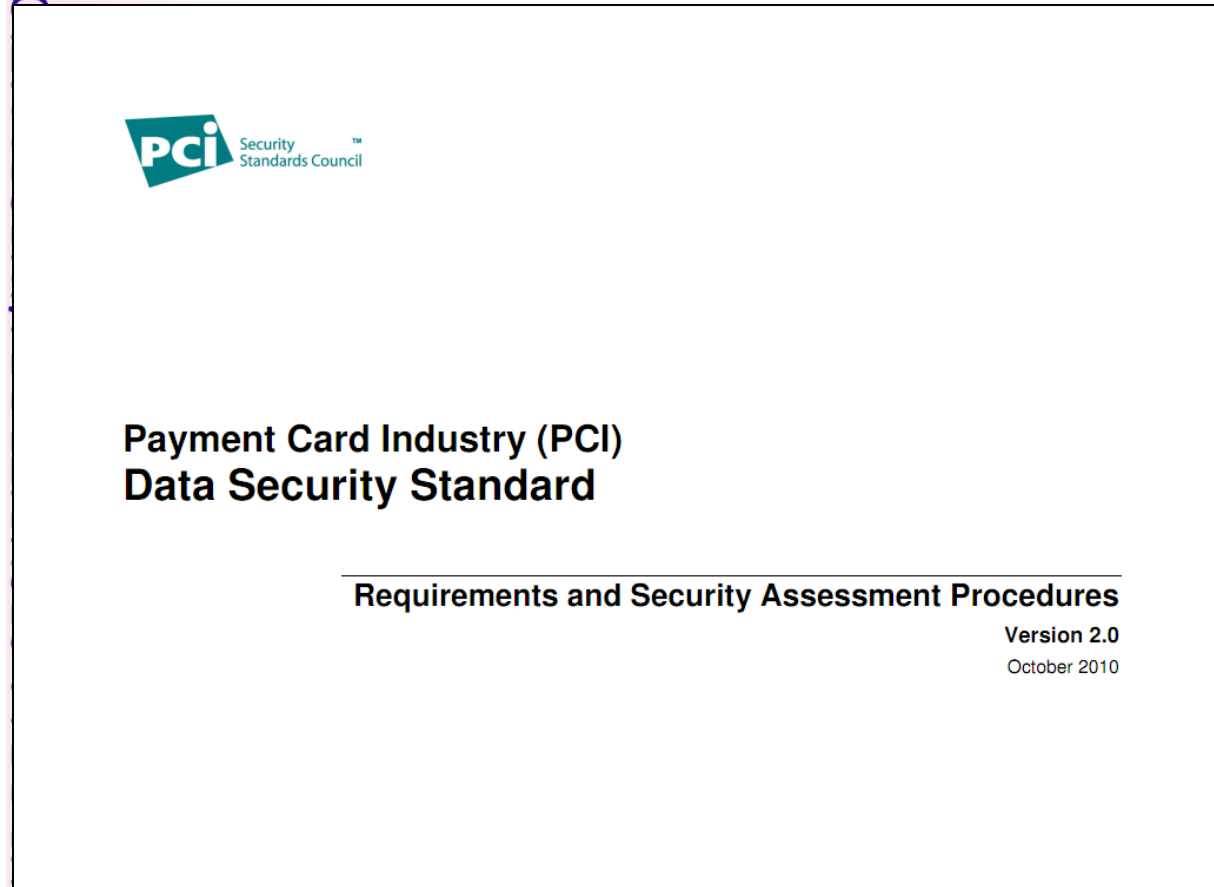 PCi Security ™
Standards Council
Payment Card Industry (PCI)
Data Security Standard
Requirements and Security Assessment Procedures
Version 2.0
October 2010